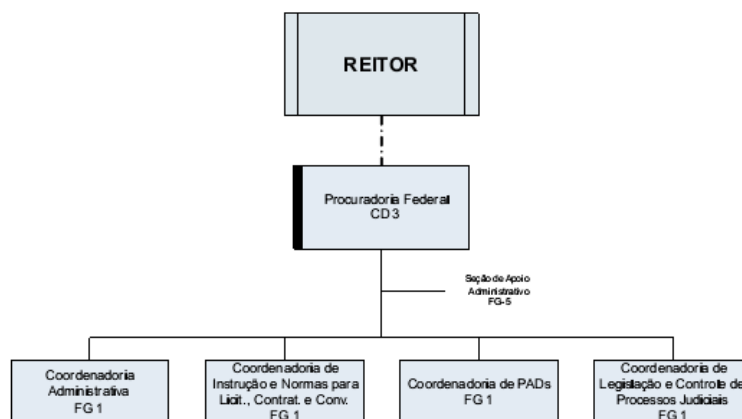 REITOR
Procuradoria Federal
CD 3
Seção de Apoio
Administrativo
FG-5
Coordenadoria
Administrativa
FG 1
Coordenadoria de
Instrução e Normas para
Licit., Contrat. e Conv.
FG 1
Coordenadoria de PADs
FG 1
Coordenadoria de
Legislação e Controle de
Processos Judiciais
FG 1